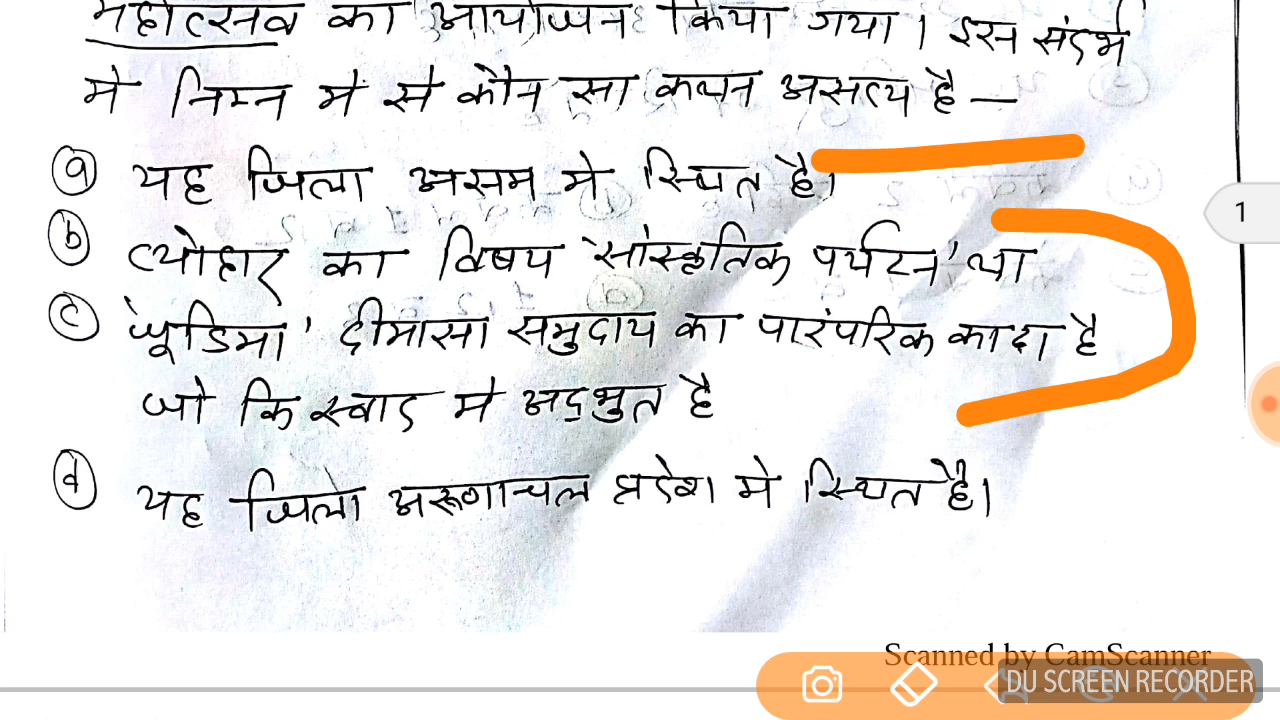 महोत्सव का आयोजन किया गया। इस संदर्भ
मे निम्न मे से कौन सा कथन असत्य है —
(a) यह जिला असम मे स्थित है।
(b) त्योहार का विषय 'सांस्कृतिक पर्यटन' था
(c) 'जूडिमा' दीमासा समुदाय का पारंपरिक काढा है
जो कि स्वाद मे अद्भुत है
(d) यह जिला अरूणाचल प्रदेश मे स्थित है।
1
Scanned by CamScanner
DU SCREEN RECORDER